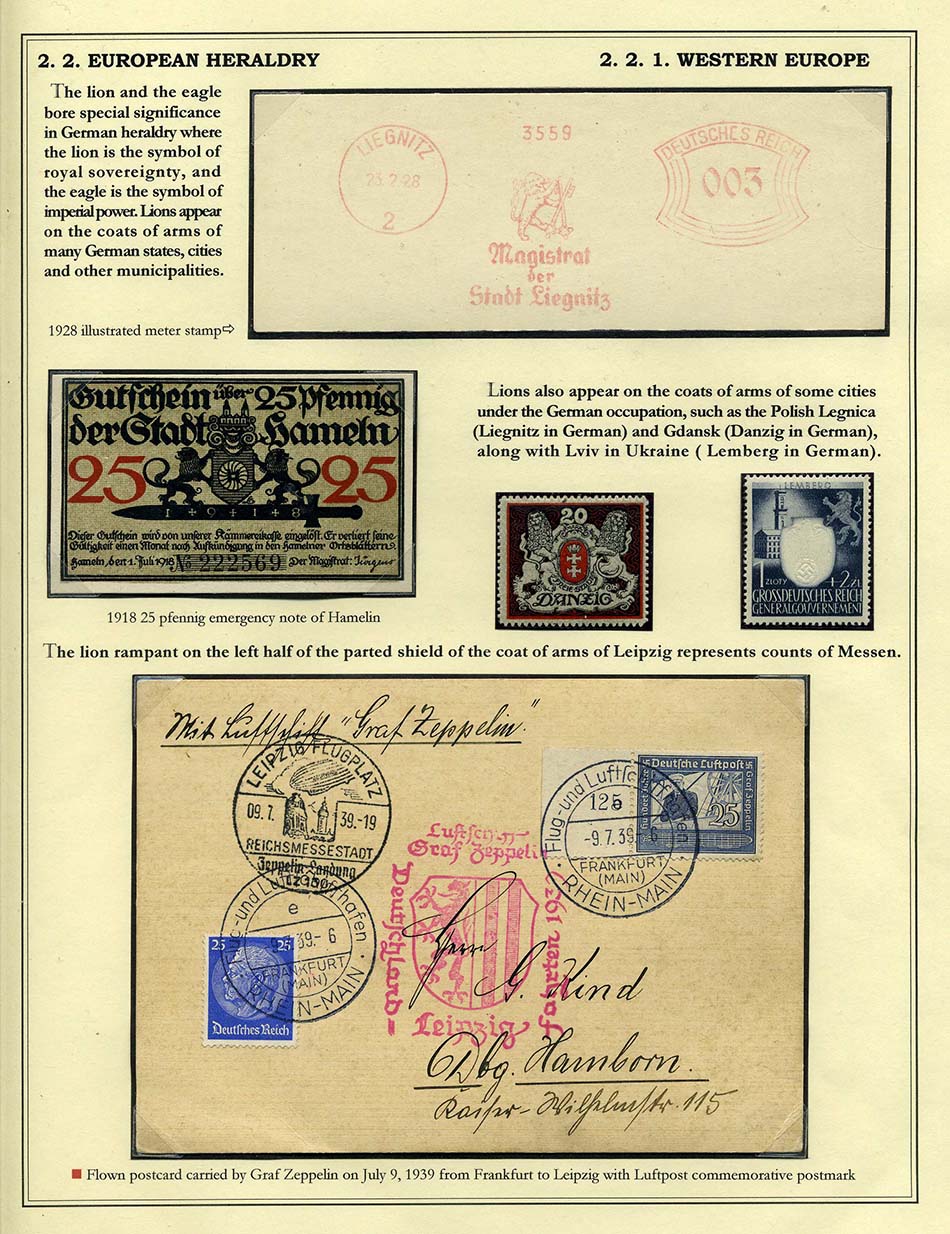 2. 2. EUROPEAN HERALDRY
2. 2. 1. WESTERN EUROPE
The lion and the eagle
bore special significance
in German heraldry where
the lion is the symbol of
royal sovereignty, and
the eagle is the symbol of
imperial power. Lions appear
on the coats of arms of
many German states, cities
and other municipalities.
1928 illustrated meter stamp⇨
LIEGNITZ
23.2.28
2
3559
Magistrat
der
Stadt Liegnitz
DEUTSCHES REICH
003
Gutschein über 25 Pfennig
der Stadt Hameln
25 25
1 9 1 8
Dieser Gutschein wird von unserer Kämmereikasse eingelöst. Er verliert seine
Gültigkeit einen Monat nach Aufkündigung in den Hamelner Ortsblättern.
Hameln, den 1. Juli 1918 No 222569 Der Magistrat:
1918 25 pfennig emergency note of Hamelin
Lions also appear on the coats of arms of some cities
under the German occupation, such as the Polish Legnica
(Liegnitz in German) and Gdansk (Danzig in German),
along with Lviv in Ukraine ( Lemberg in German).
20
FREIE STADT
DANZIG
LEMBERG
1 ZLOTY +2 ZŁ
GROSSDEUTSCHES REICH
GENERALGOUVERNEMENT
The lion rampant on the left half of the parted shield of the coat of arms of Leipzig represents counts of Messen.
Mit Luftschiff "Graf Zeppelin".
LEIPZIG FLUGPLATZ
09.7. 39.-19
REICHSMESSESTADT
Zeppelin-Landung
LZ 130
Flug- und Luftschiffhafen
e
39.- 6
FRANKFURT
(MAIN)
RHEIN-MAIN
25 25
Deutsches Reich
Luftschiff
Graf Zeppelin
Deutschland-
Leipzig
1939
125
Flug- und Luftschiffhafen
-9.7.39
FRANKFURT
(MAIN)
RHEIN-MAIN
Deutsche Luftpost
Hundert Jahre
Graf Zeppelin
25
Herrn
G. Kind
Dbg. Hamborn.
Kaiser-Wilhelmstr. 115
■ Flown postcard carried by Graf Zeppelin on July 9, 1939 from Frankfurt to Leipzig with Luftpost commemorative postmark